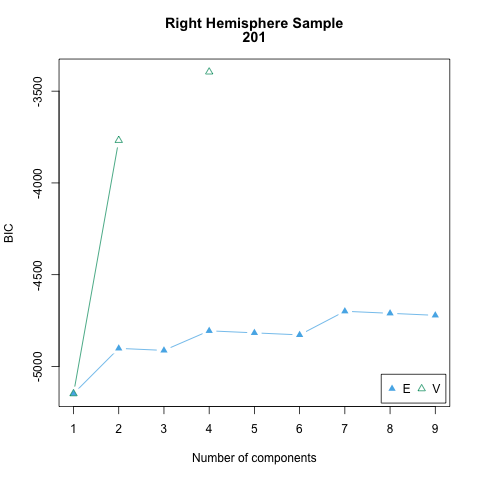 Right Hemisphere Sample
201
BIC
-3500
-4000
-4500
-5000
E V
1 2 3 4 5 6 7 8 9
Number of components